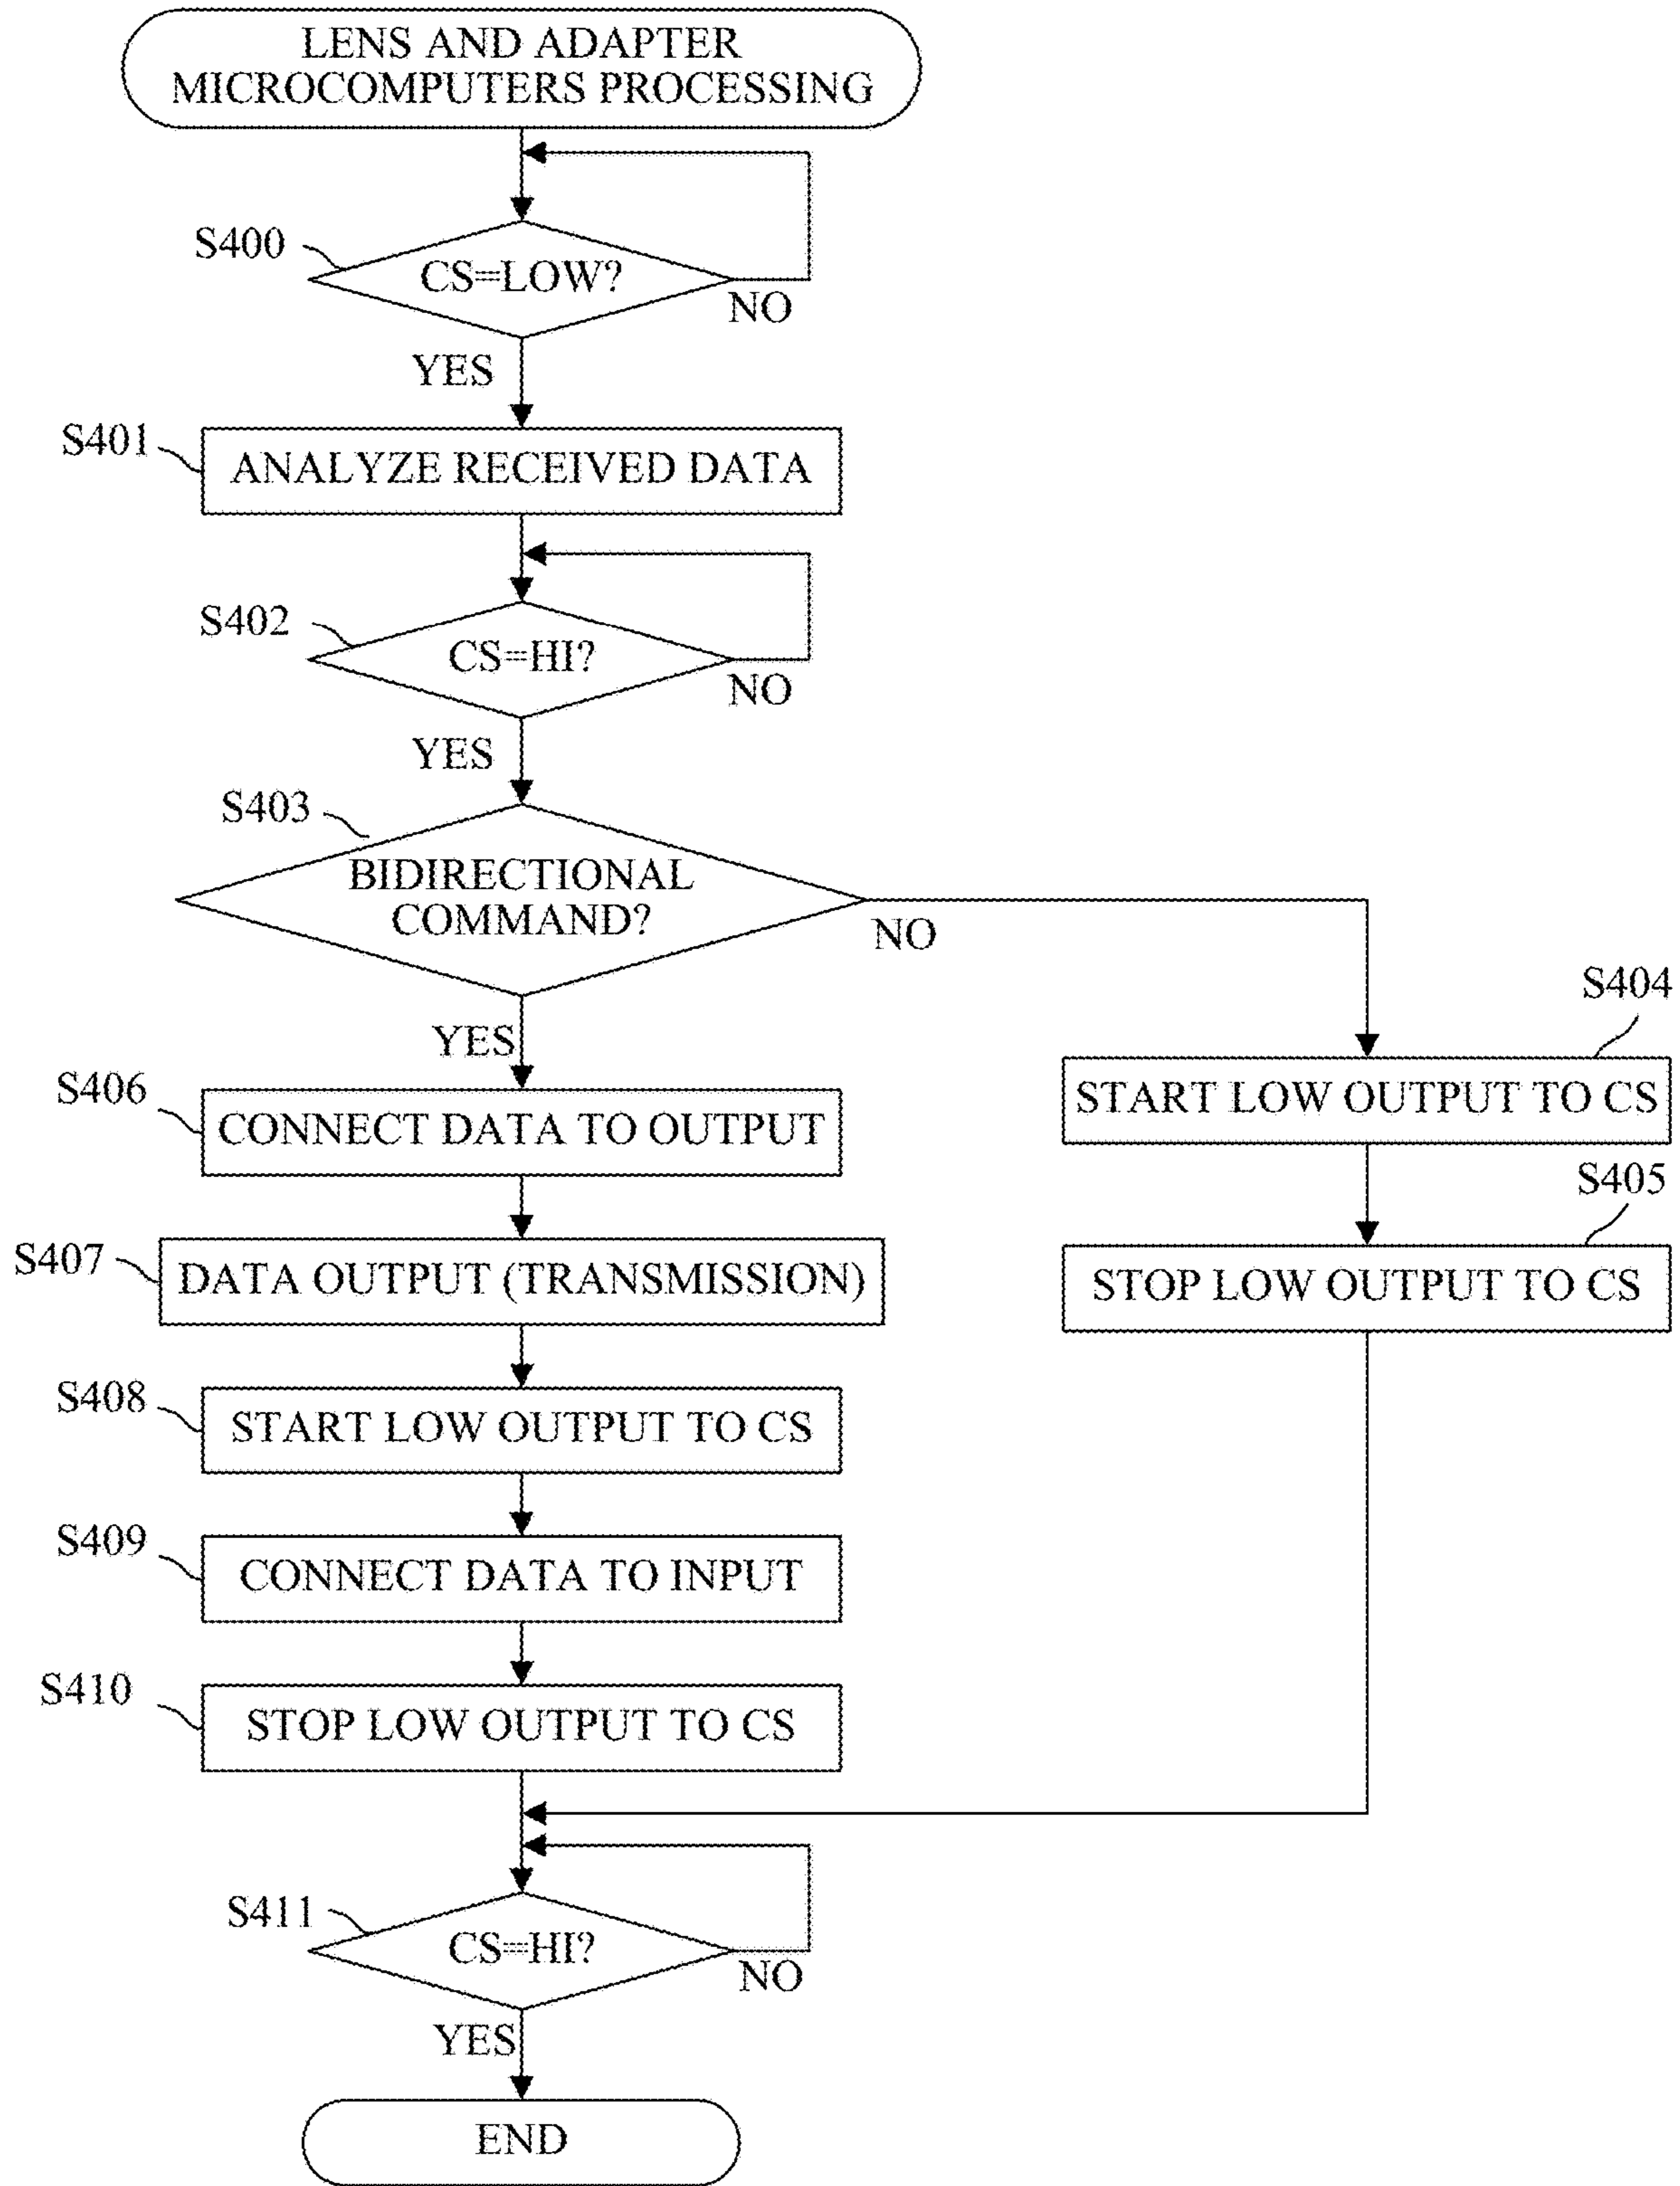 LENS AND ADAPTER
MICROCOMPUTERS PROCESSING
S400
CS=LOW?
NO
YES
S401
ANALYZE RECEIVED DATA
S402
CS=HI?
NO
YES
S403
BIDIRECTIONAL
COMMAND?
NO
YES
S404
START LOW OUTPUT TO CS
S405
STOP LOW OUTPUT TO CS
S406
CONNECT DATA TO OUTPUT
S407
DATA OUTPUT (TRANSMISSION)
S408
START LOW OUTPUT TO CS
S409
CONNECT DATA TO INPUT
S410
STOP LOW OUTPUT TO CS
S411
CS=HI?
NO
YES
END